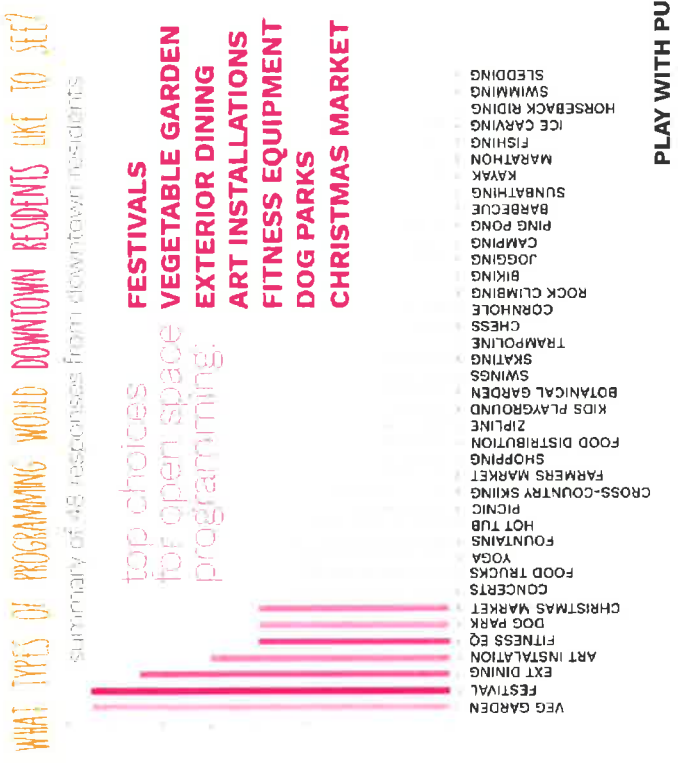 WHAT TYPES OF PROGRAMMING WOULD DOWNTOWN RESIDENTS LIKE TO SEE?
summary of 48 responses from downtown residents
top choices
for open space
programming:
FESTIVALS
VEGETABLE GARDEN
EXTERIOR DINING
ART INSTALLATIONS
FITNESS EQUIPMENT
DOG PARKS
CHRISTMAS MARKET
VEG GARDEN
FESTIVAL
EXT DINING
ART INSTALATION
FITNESS EQ
DOG PARK
CHRISTMAS MARKET
CONCERTS
FOOD TRUCKS
YOGA
FOUNTAINS
HOT TUB
PICNIC
CROSS-COUNTRY SKIING
FARMERS MARKET
SHOPPING
FOOD DISTRIBUTION
ZIPLINE
KIDS PLAYGROUND
BOTANICAL GARDEN
SWINGS
SKATING
TRAMPOLINE
CHESS
CORNHOLE
ROCK CLIMBING
BIKING
JOGGING
CAMPING
PING PONG
BARBECUE
SUNBATHING
KAYAK
MARATHON
FISHING
ICE CARVING
HORSEBACK RIDING
SWIMMING
SLEDDING
PLAY WITH PU